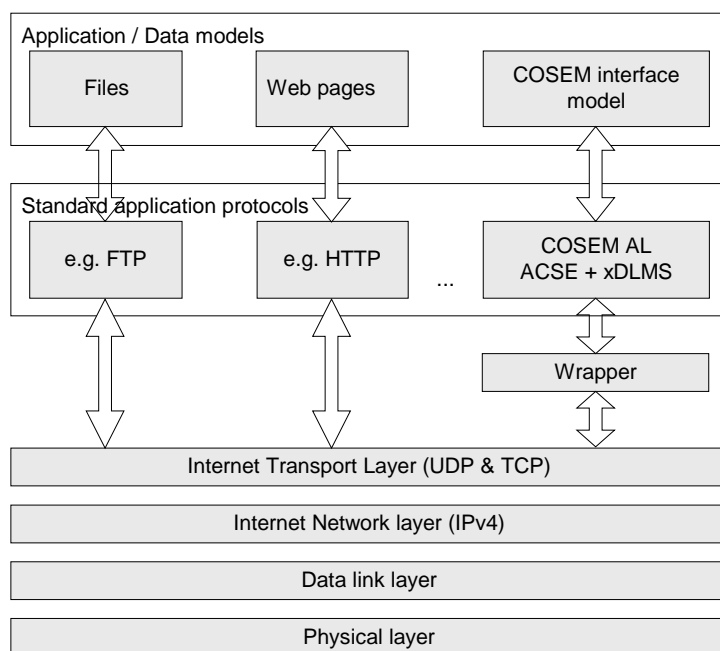 Application / Data models
Files
Web pages
COSEM interface
model
Standard application protocols
e.g. FTP
e.g. HTTP
...
COSEM AL
ACSE + xDLMS
Wrapper
Internet Transport Layer (UDP & TCP)
Internet Network layer (IPv4)
Data link layer
Physical layer